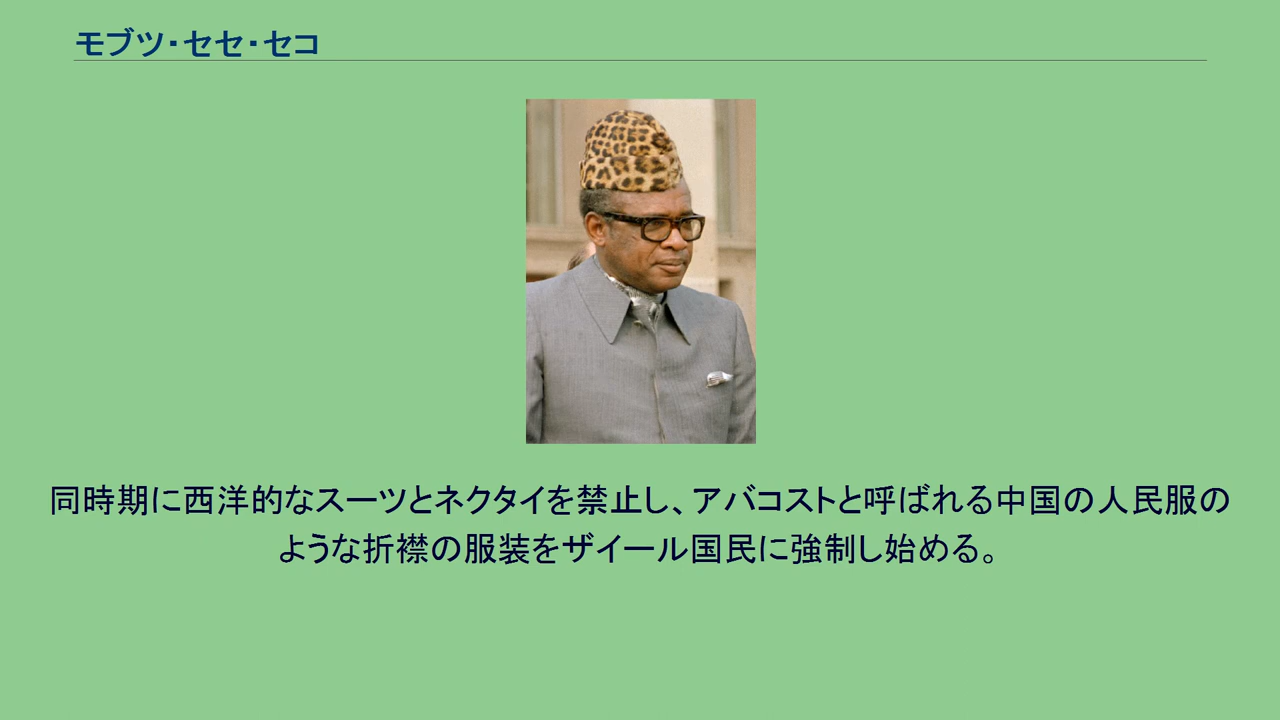 モブツ・セセ・セコ
同時期に西洋的なスーツとネクタイを禁止し、アバコストと呼ばれる中国の人民服の
ような折襟の服装をザイール国民に強制し始める。